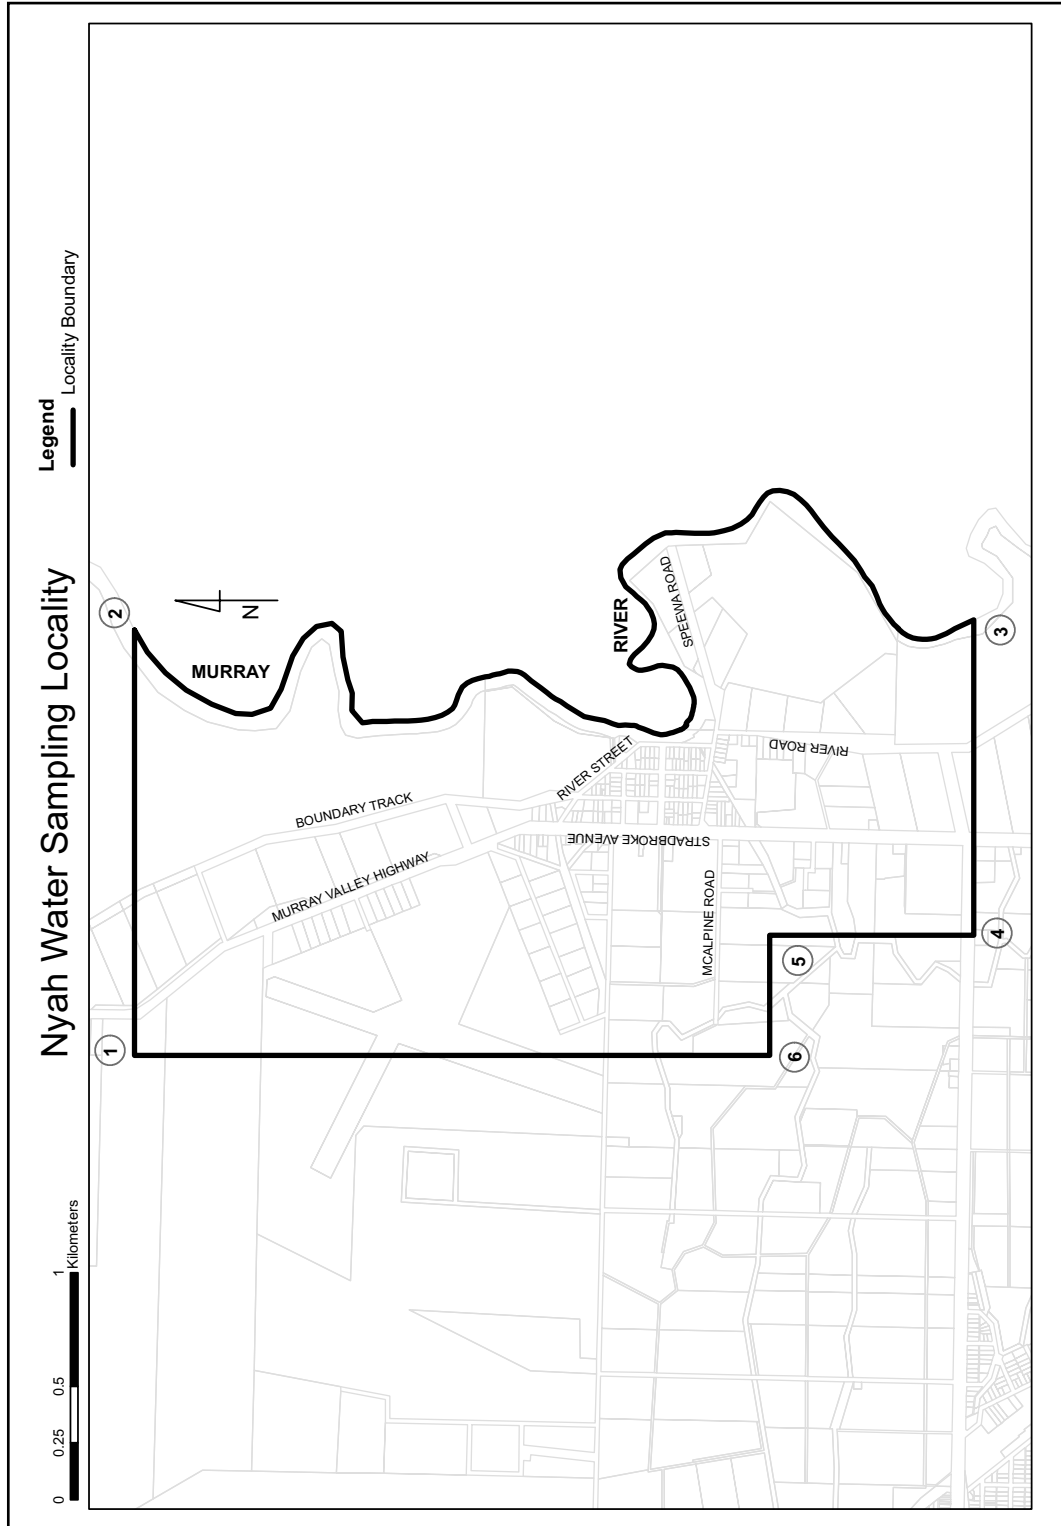 Nyah Water Sampling Locality
0 0.25 0.5 1
Kilometers
Legend
Locality Boundary
1
2
N
MURRAY
BOUNDARY TRACK
MURRAY VALLEY HIGHWAY
RIVER
RIVER STREET
SPEEWA ROAD
STRADBROKE AVENUE
MCALPINE ROAD
RIVER ROAD
5
6
3
4